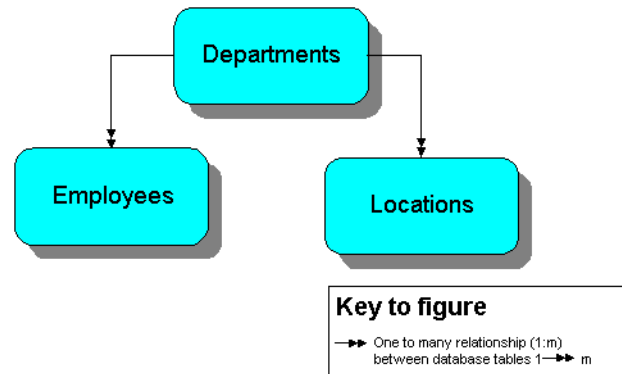 Departments
Employees
Locations
Key to figure
One to many relationship (1:m)
between database tables 1 m